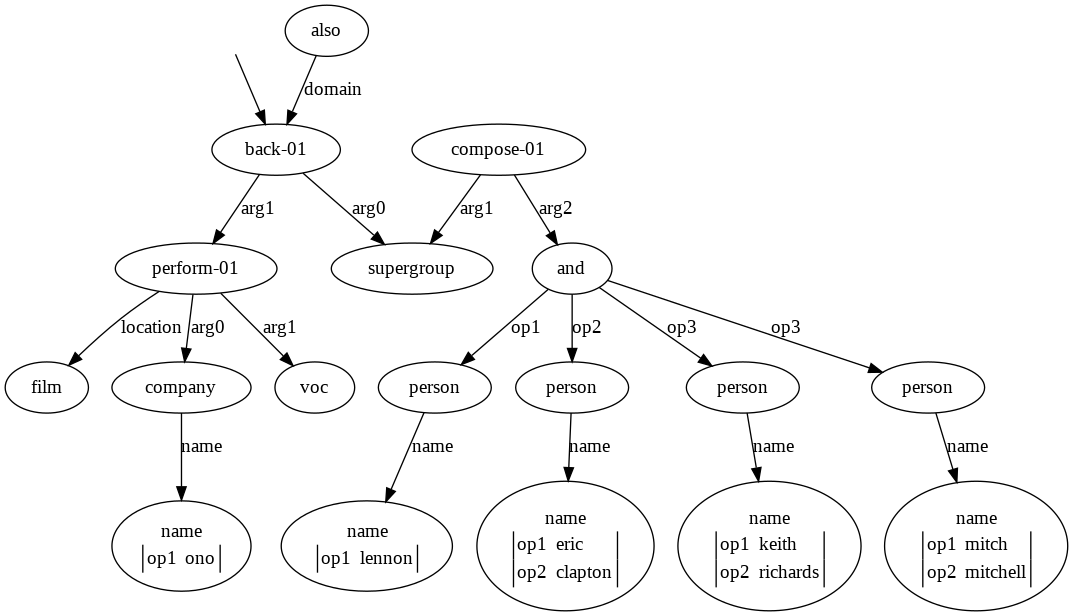 also
domain
back-01
compose-01
arg1
arg0
arg1
arg2
perform-01
supergroup
and
location
arg0
arg1
op1
op2
op3
op3
film
company
voc
person
person
person
person
name
name
name
name
name
name
op1 ono
name
op1 lennon
name
op1 eric
op2 clapton
name
op1 keith
op2 richards
name
op1 mitch
op2 mitchell